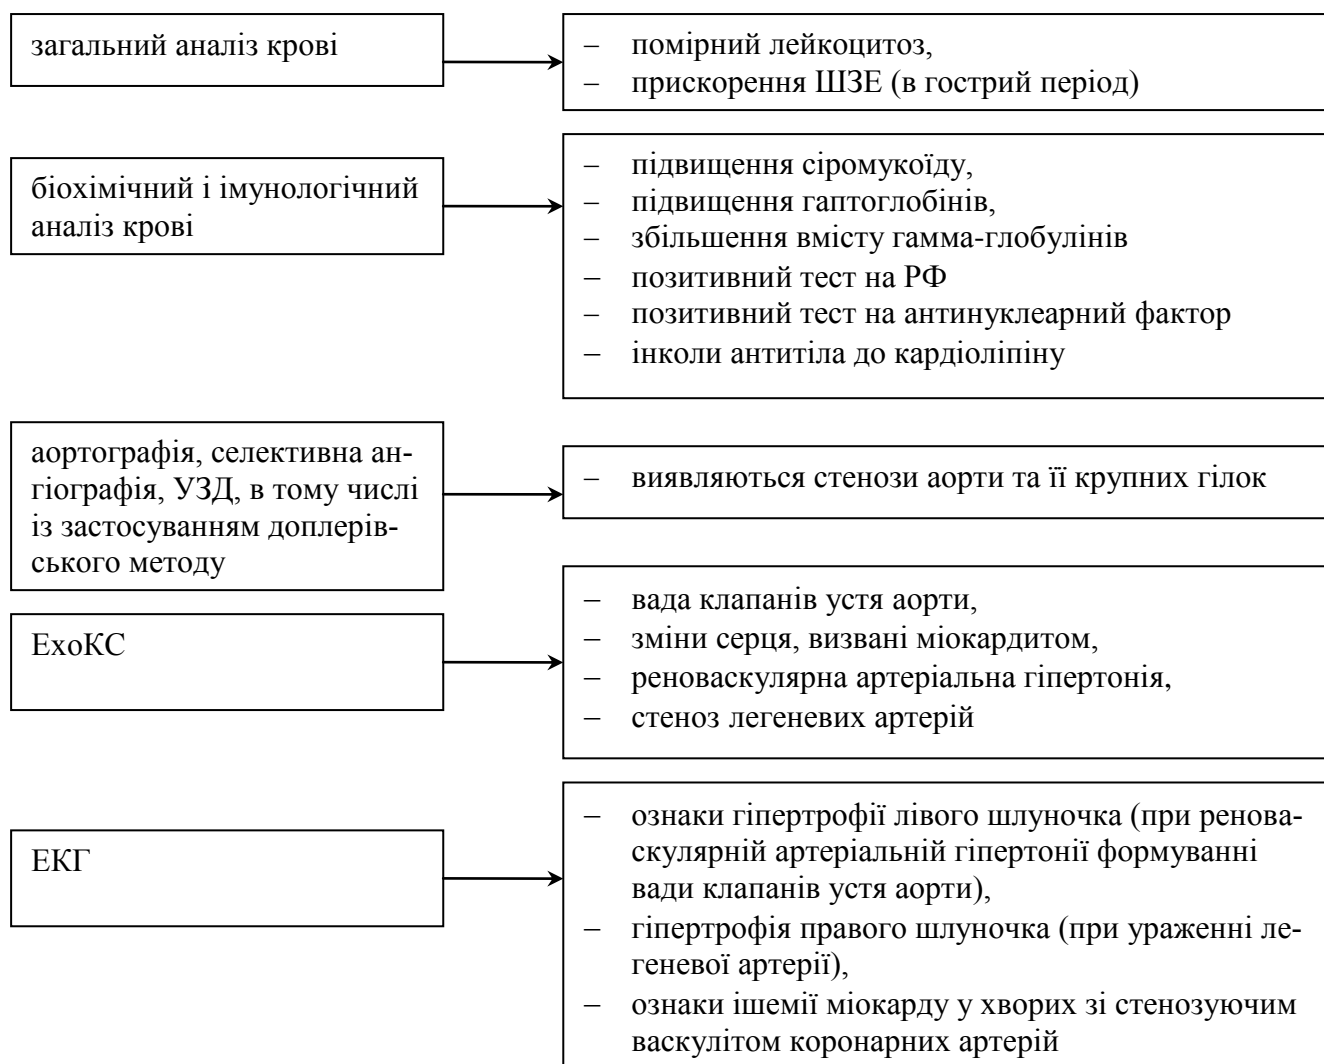 загальний аналіз крові
– помірний лейкоцитоз,
– прискорення ШЗЕ (в гострий період)
біохімічний і імунологічний
аналіз крові
– підвищення сіромукоїду,
– підвищення гаптоглобінів,
– збільшення вмісту гамма-глобулінів
– позитивний тест на РФ
– позитивний тест на антинуклеарний фактор
– інколи антитіла до кардіоліпіну
аортографія, селективна ан-
гіографія, УЗД, в тому числі
із застосуванням доплерів-
ського методу
– виявляються стенози аорти та її крупних гілок
ЕхоКС
– вада клапанів устя аорти,
– зміни серця, визвані міокардитом,
– реноваскулярна артеріальна гіпертонія,
– стеноз легеневих артерій
ЕКГ
– ознаки гіпертрофії лівого шлуночка (при ренова-
скулярній артеріальній гіпертонії формуванні
вади клапанів устя аорти),
– гіпертрофія правого шлуночка (при ураженні ле-
геневої артерії),
– ознаки ішемії міокарду у хворих зі стенозуючим
васкулітом коронарних артерій